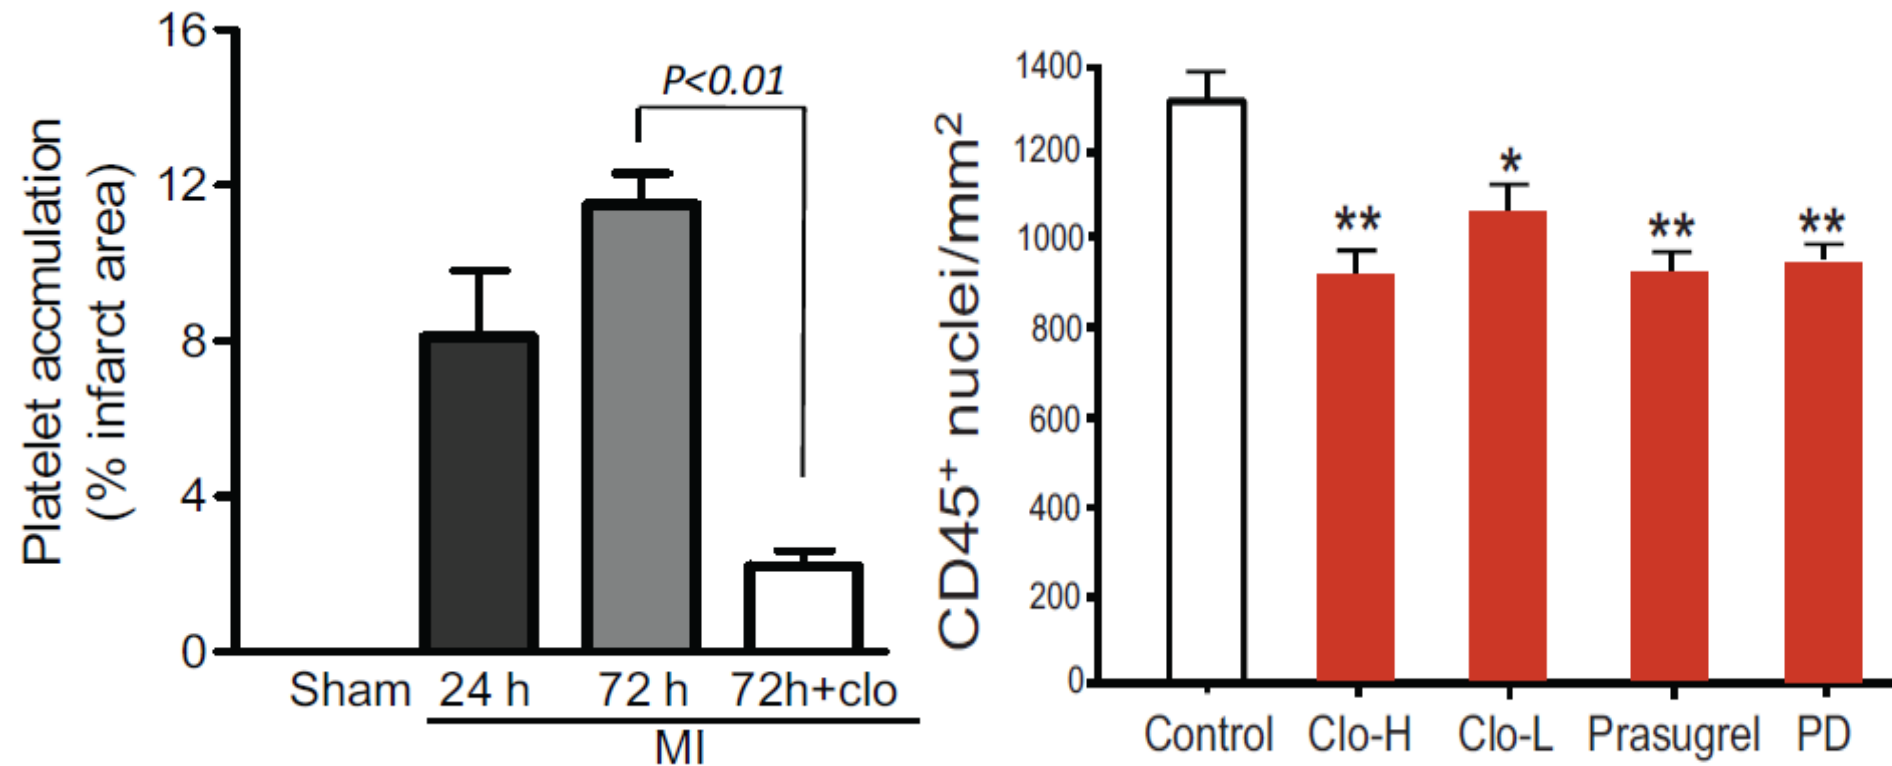 Platelet accmulation
(% infarct area)
16
12
8
4
0
P<0.01
Sham 24 h 72 h 72h+clo
MI
CD45⁺ nuclei/mm²
1400
1200
1000
800
600
400
200
0
**
*
**
**
Control Clo-H Clo-L Prasugrel PD